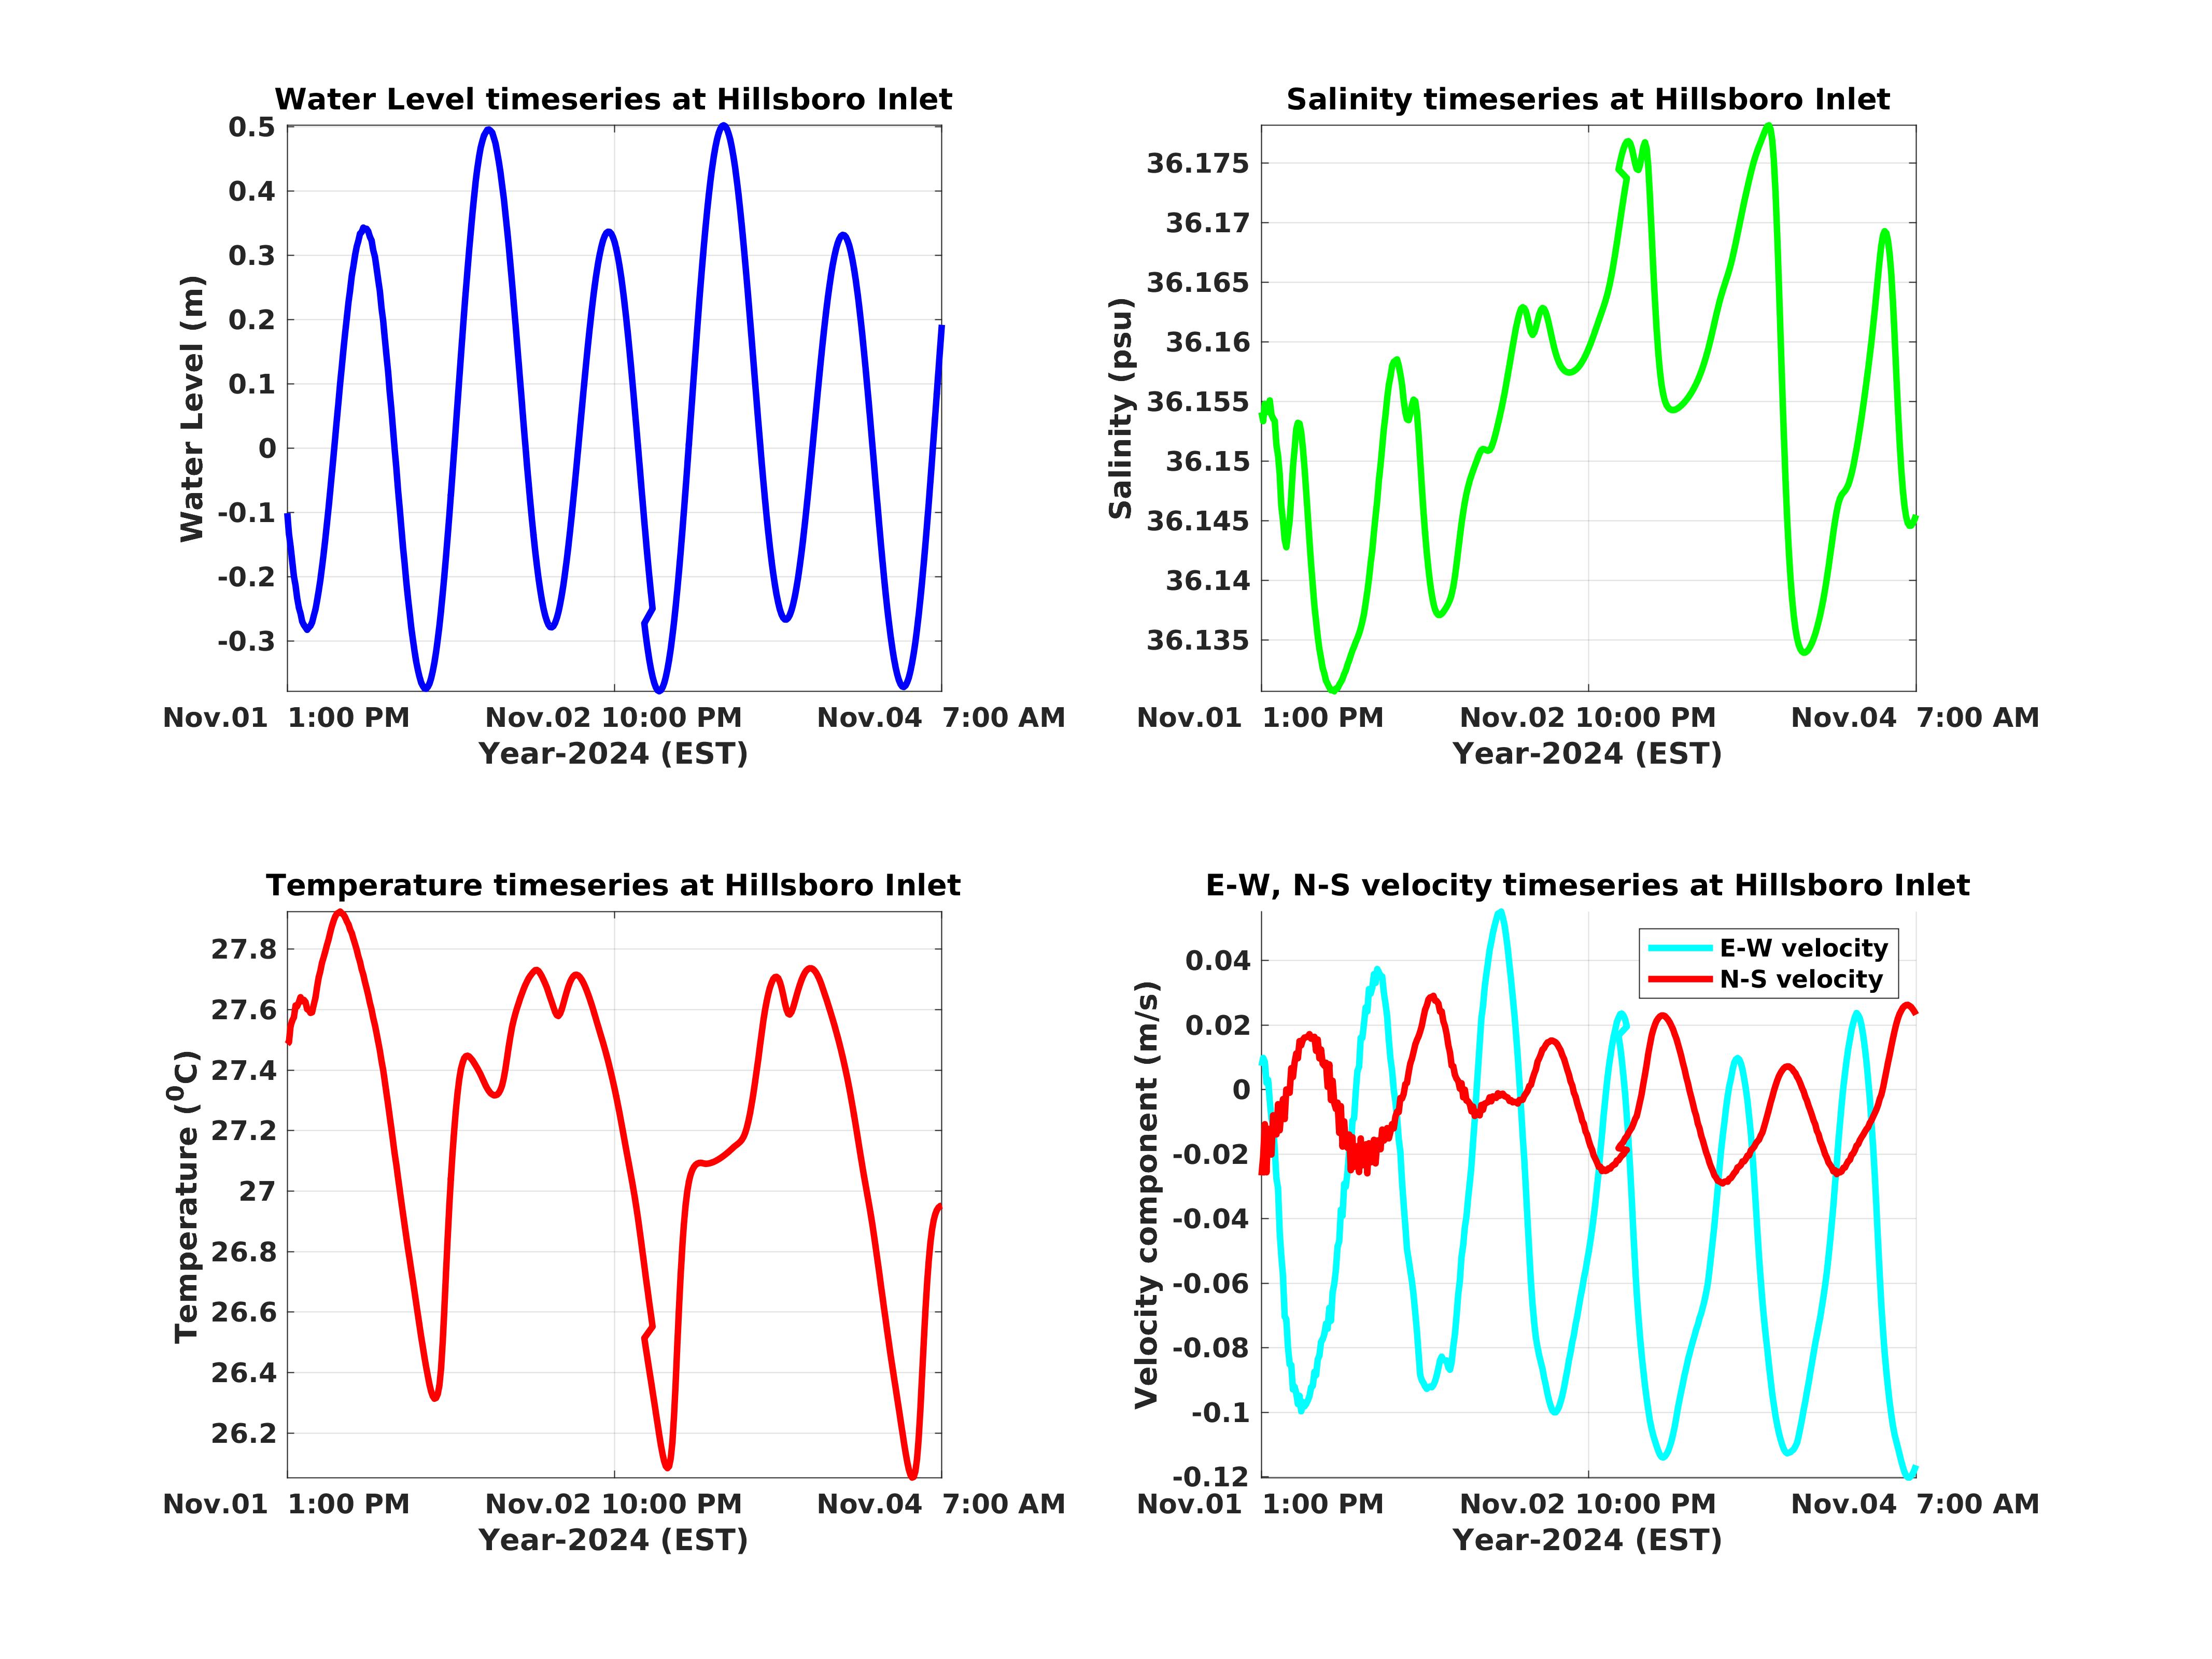 Water Level timeseries at Hillsboro Inlet
0.5
0.4
0.3
0.2
0.1
0
-0.1
-0.2
-0.3
Water Level (m)
Nov.01 1:00 PM
Nov.02 10:00 PM
Nov.04 7:00 AM
Year-2024 (EST)
Salinity timeseries at Hillsboro Inlet
36.175
36.17
36.165
36.16
36.155
36.15
36.145
36.14
36.135
Salinity (psu)
Nov.01 1:00 PM
Nov.02 10:00 PM
Nov.04 7:00 AM
Year-2024 (EST)
Temperature timeseries at Hillsboro Inlet
27.8
27.6
27.4
27.2
27
26.8
26.6
26.4
26.2
Temperature (⁰C)
Nov.01 1:00 PM
Nov.02 10:00 PM
Nov.04 7:00 AM
Year-2024 (EST)
E-W, N-S velocity timeseries at Hillsboro Inlet
E-W velocity
N-S velocity
0.04
0.02
0
-0.02
-0.04
-0.06
-0.08
-0.1
-0.12
Velocity component (m/s)
Nov.01 1:00 PM
Nov.02 10:00 PM
Nov.04 7:00 AM
Year-2024 (EST)